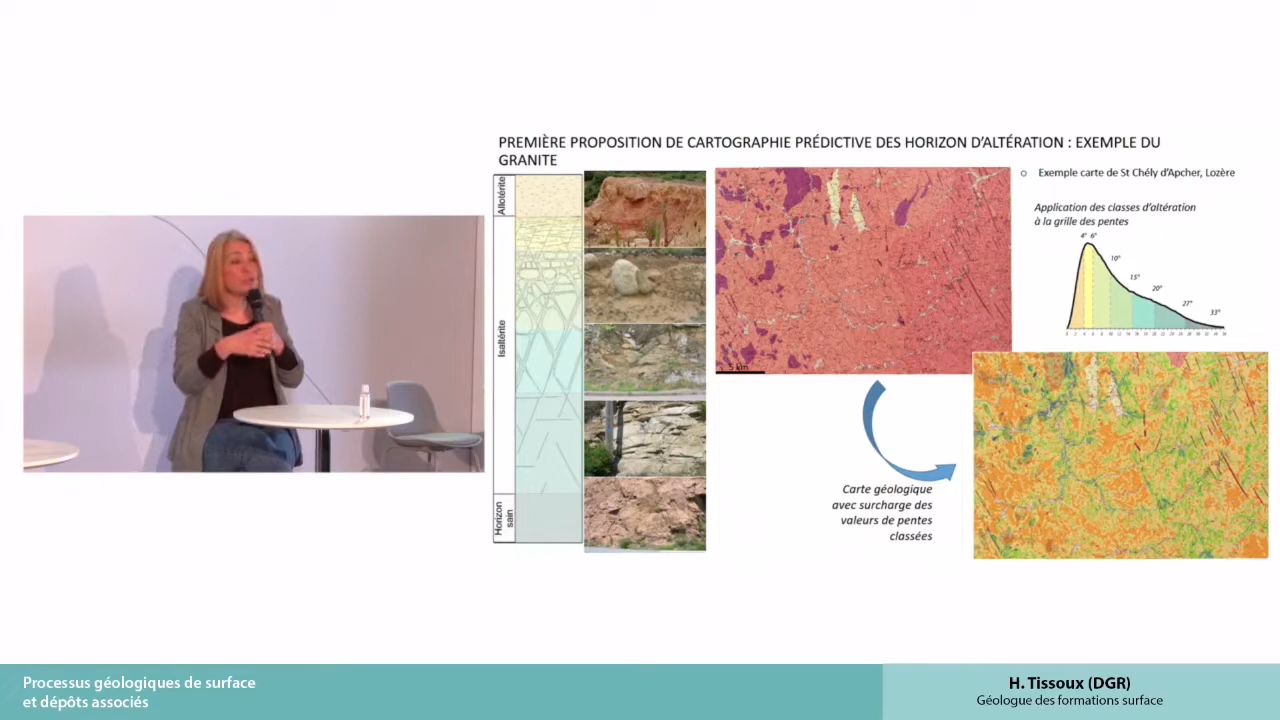 PREMIÈRE PROPOSITION DE CARTOGRAPHIE PRÉDICTIVE DES HORIZON D'ALTÉRATION : EXEMPLE DU
GRANITE
Allotérite
Isaltérite
Horizon
sain
5 km
Exemple carte de St Chély d'Apcher, Lozère
Application des classes d'altération
à la grille des pentes
4° 6°
10°
15°
20°
27°
33°
Carte géologique
avec surcharge des
valeurs de pentes
classées
Processus géologiques de surface
et dépôts associés
H. Tissoux (DGR)
Géologue des formations surface